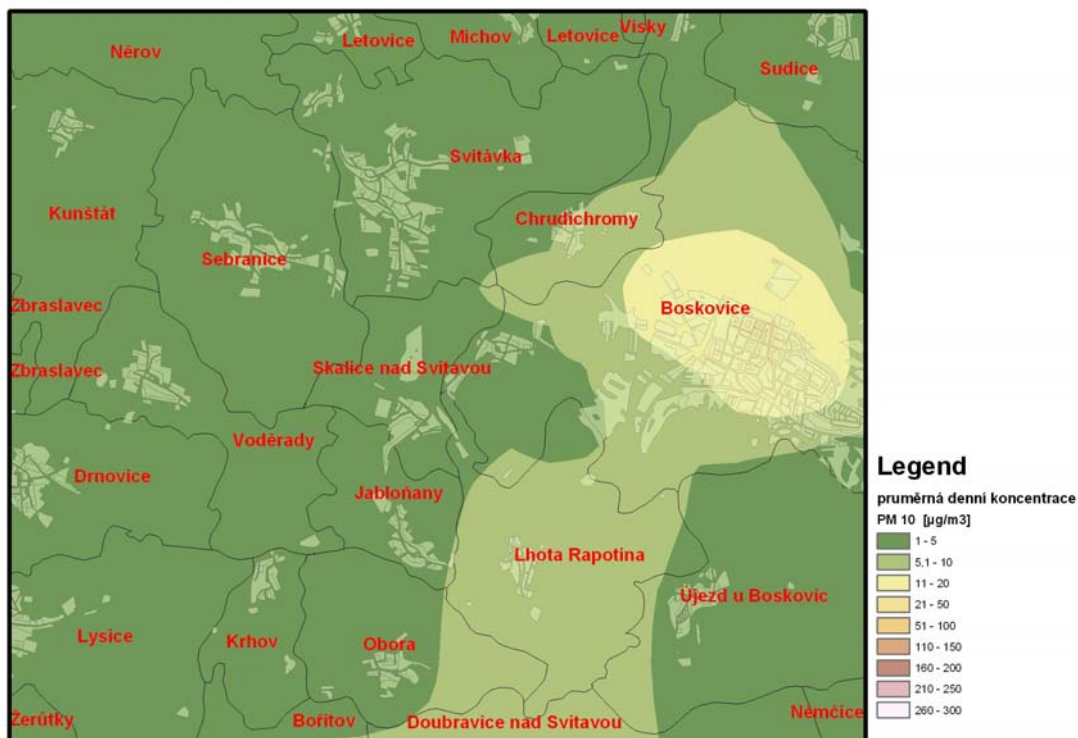 Nérov
Letovice
Michov
Letovice
Visky
Sudice
Svitávka
Kunštát
Chrudichromy
Sebranice
Zbraslavec
Boskovice
Zbraslavec
Skalice nad Svitavou
Voděrady
Drnovice
Jabloňany
Lhota Rapotina
Újezd u Boskovic
Lysice
Krhov
Obora
Žerůtky
Bořitov
Doubravice nad Svitavou
Němčice
Legend
pruměrná denní koncentrace
PM 10 [µg/m3]
1 - 5
5,1 - 10
11 - 20
21 - 50
51 - 100
110 - 150
160 - 200
210 - 250
260 - 300